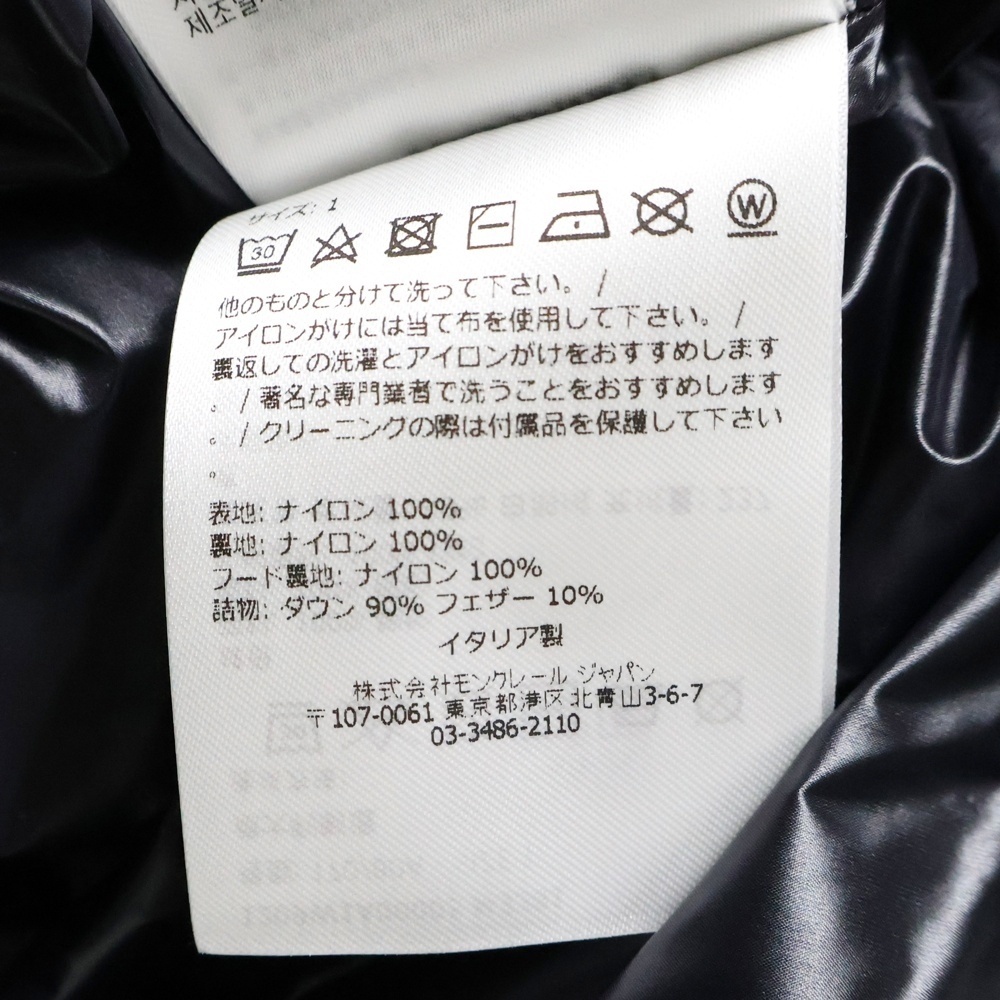 제조
サイズ: 1
30
W
他のものと分けて洗って下さい。 /
アイロンがけには当て布を使用して下さい。 /
裏返しての洗濯とアイロンがけをおすすめします
。 / 著名な専門業者で洗うことをおすすめします
。 / クリーニングの際は付属品を保護して下さい
。
表地: ナイロン 100%
裏地: ナイロン 100%
フード裏地: ナイロン 100%
詰物: ダウン 90% フェザー 10%
イタリア製
株式会社モンクレール ジャパン
〒107-0061 東京都港区北青山3-6-7
03-3486-2110